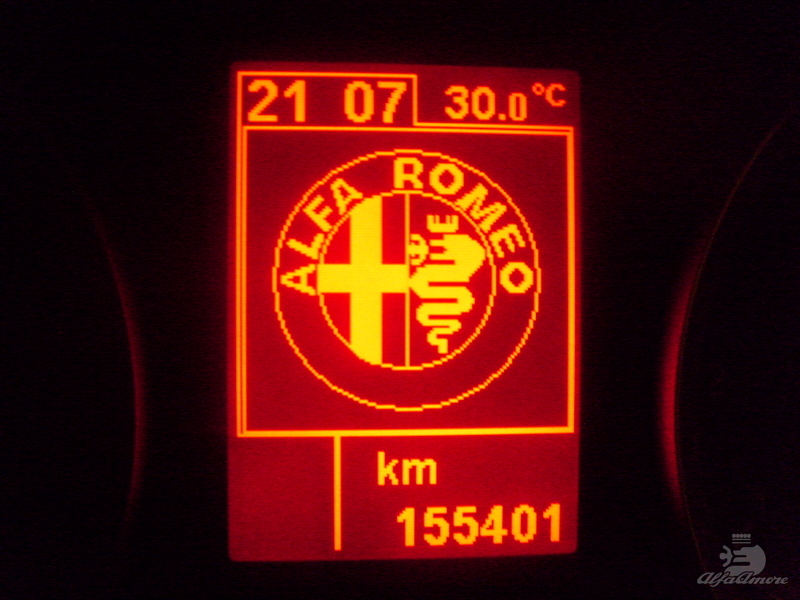 21 07 30.0 °C
ALFA ROMEO
km
155401
AlfaAmore